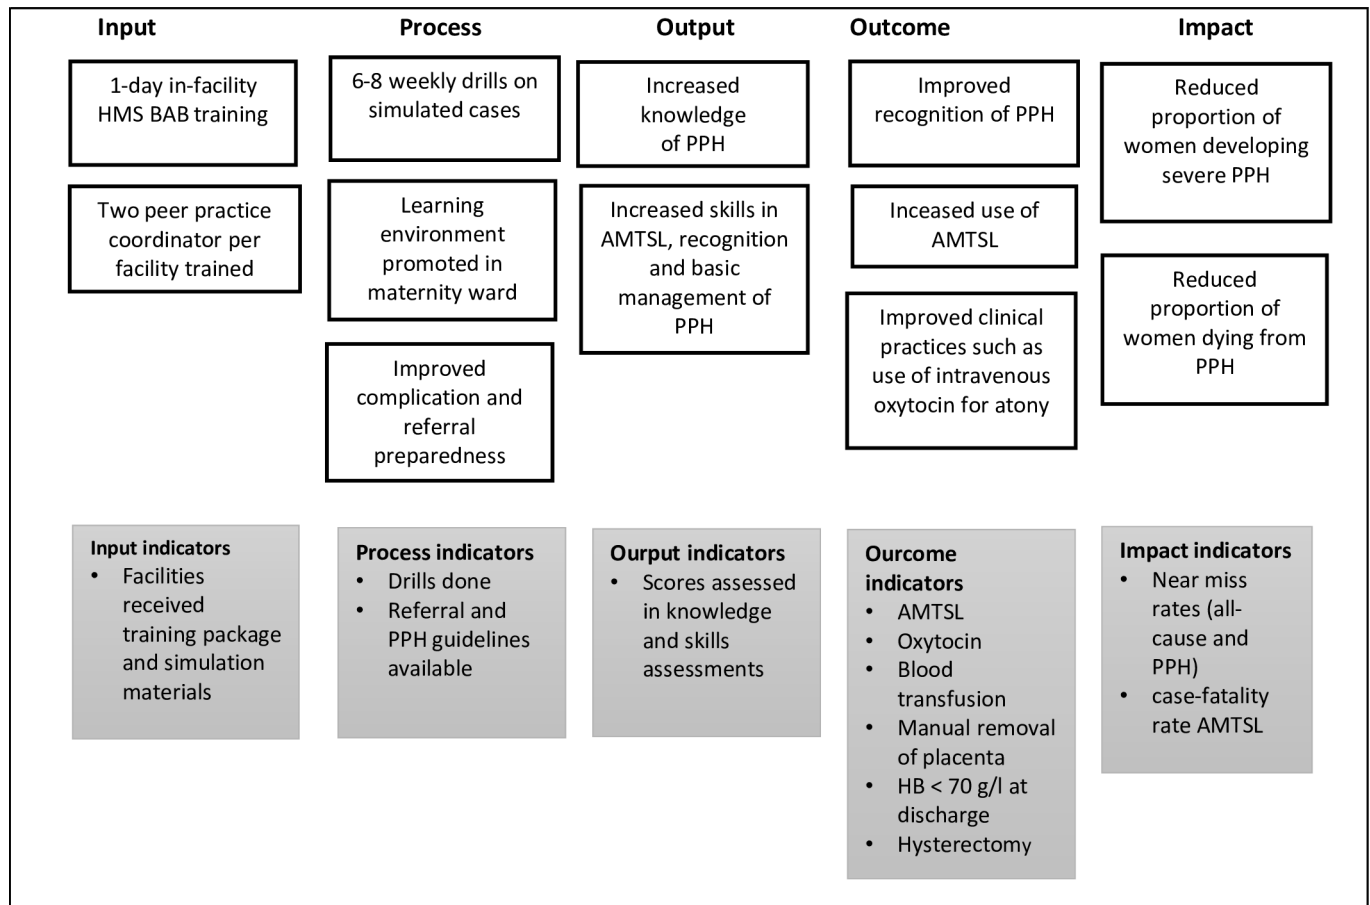 Input
Process
Output
Outcome
Impact
1-day in-facility
HMS BAB training
Two peer practice
coordinator per
facility trained
6-8 weekly drills on
simulated cases
Learning
environment
promoted in
maternity ward
Improved
complication and
referral
preparedness
Increased
knowledge
of PPH
Increased skills in
AMTSL, recognition
and basic
management of
PPH
Improved
recognition of PPH
Inceased use of
AMTSL
Improved clinical
practices such as
use of intravenous
oxytocin for atony
Reduced
proportion of
women developing
severe PPH
Reduced
proportion of
women dying from
PPH
Input indicators
• Facilities
received
training package
and simulation
materials
Process indicators
• Drills done
• Referral and
PPH guidelines
available
Ourput indicators
• Scores assessed
in knowledge
and skills
assessments
Ourcome
indicators
• AMTSL
• Oxytocin
• Blood
transfusion
• Manual removal
of placenta
• HB < 70 g/l at
discharge
• Hysterectomy
Impact indicators
• Near miss
rates (all-
cause and
PPH)
• case-fatality
rate AMTSL